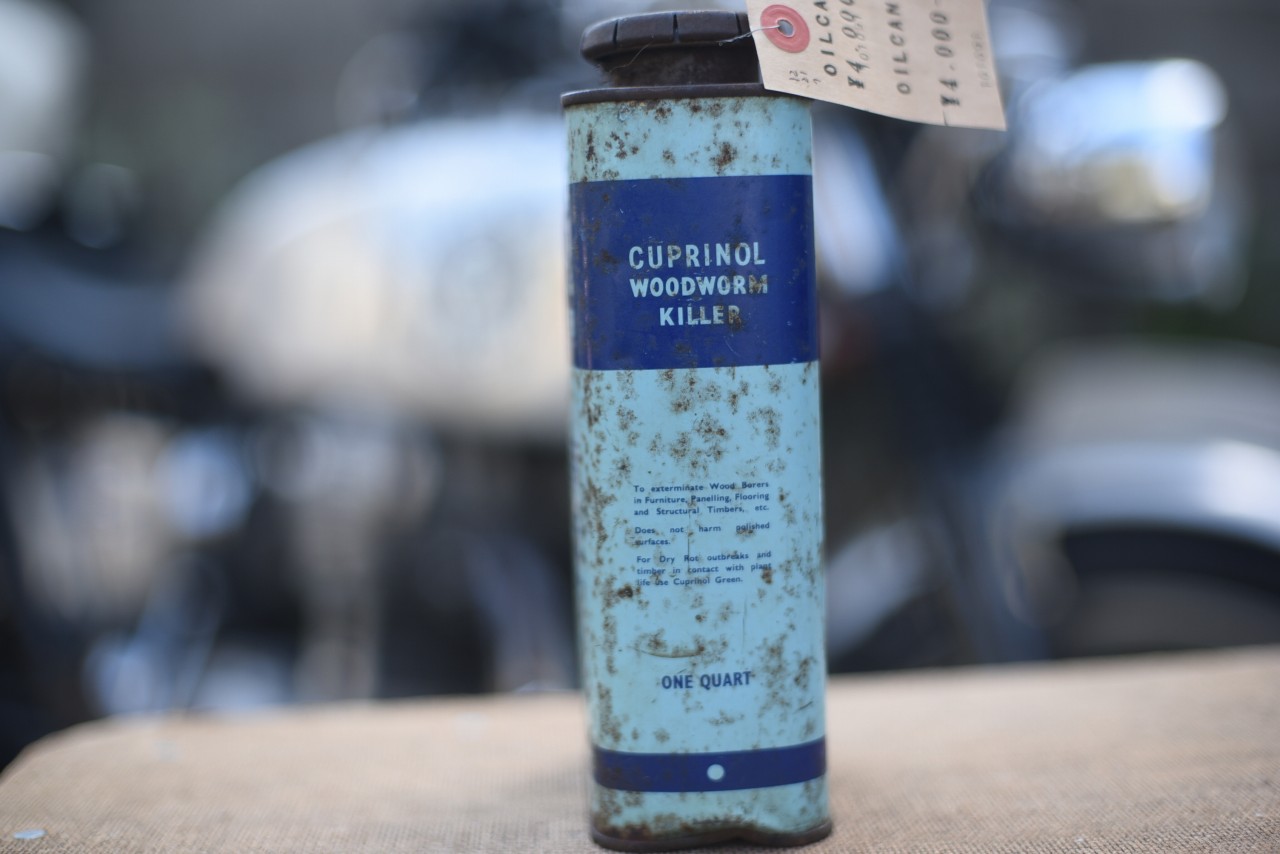 OILCAN
¥4.000-
CUPRINOL
WOODWORM
KILLER
To exterminate Wood Borers
in Furniture, Panelling, Flooring
and Structural Timbers, etc.
Does not harm polished
surfaces.
For Dry Rot outbreaks and
timber in contact with plant
life use Cuprinol Green.
ONE QUART